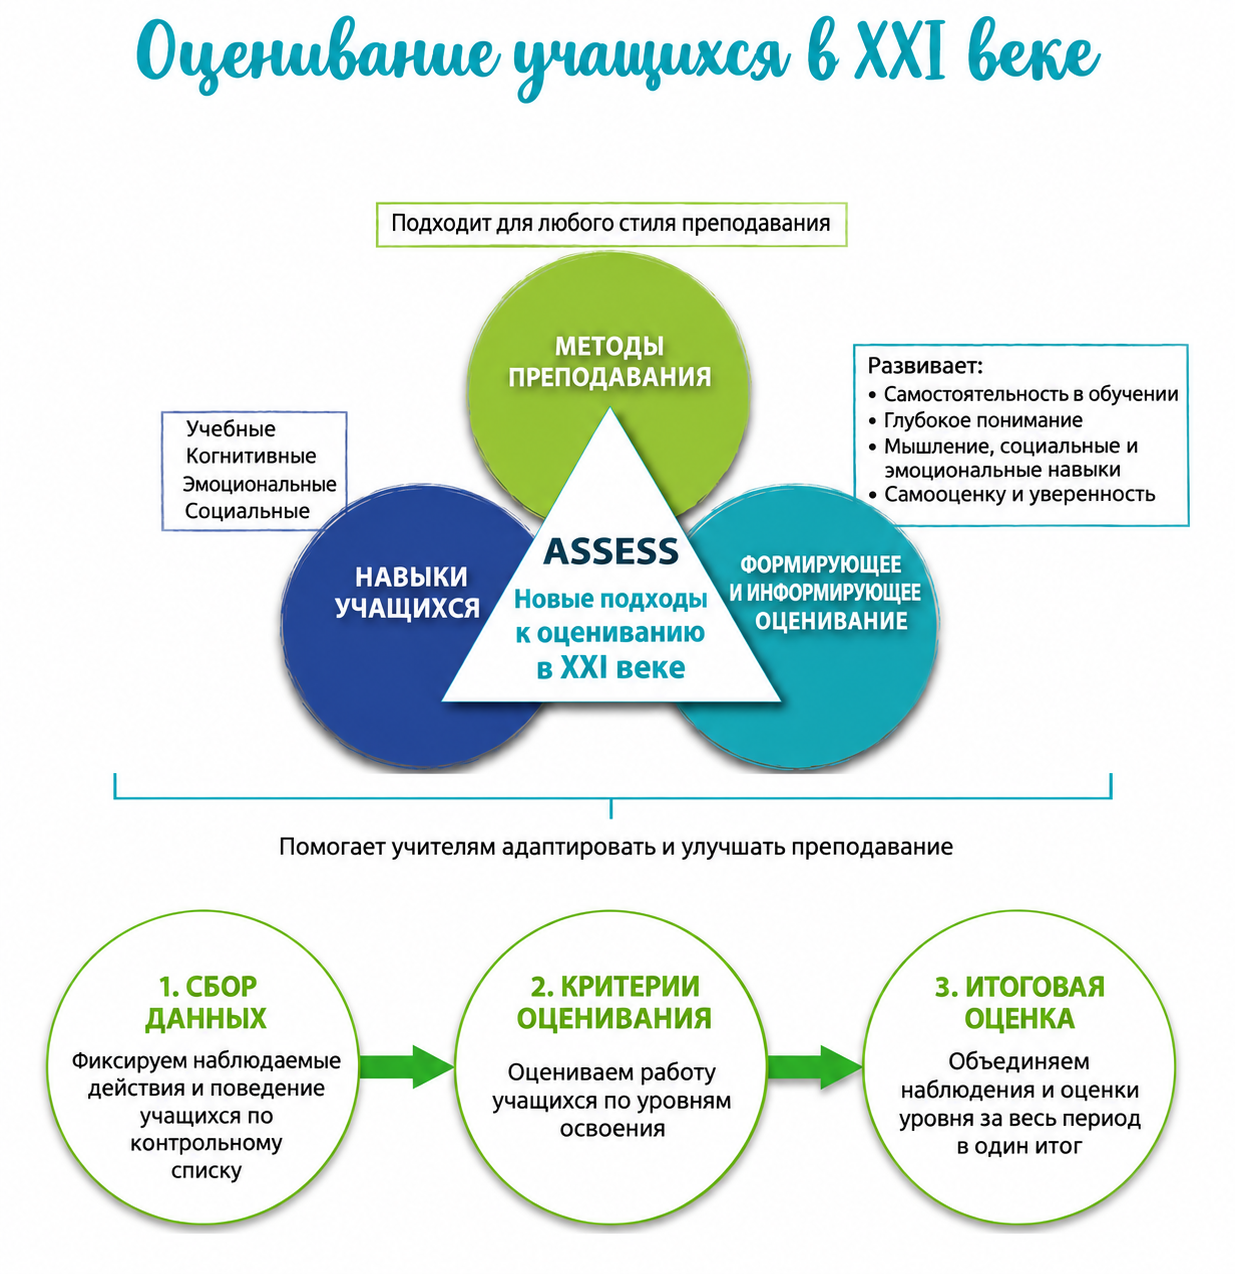 Оценивание учащихся в XXI веке
Подходит для любого стиля преподавания
МЕТОДЫ
ПРЕПОДАВАНИЯ
Развивает:
• Самостоятельность в обучении
• Глубокое понимание
• Мышление, социальные и
эмоциональные навыки
• Самооценку и уверенность
Учебные
Когнитивные
Эмоциональные
Социальные
НАВЫКИ
УЧАЩИХСЯ
ASSESS
Новые подходы
к оцениванию
в XXI веке
ФОРМИРУЮЩЕЕ
И ИНФОРМИРУЮЩЕЕ
ОЦЕНИВАНИЕ
Помогает учителям адаптировать и улучшать преподавание
1. СБОР
ДАННЫХ
Фиксируем наблюдаемые
действия и поведение
учащихся по
контрольному
списку
2. КРИТЕРИИ
ОЦЕНИВАНИЯ
Оцениваем работу
учащихся по уровням
освоения
3. ИТОГОВАЯ
ОЦЕНКА
Объединяем
наблюдения и оценки
уровня за весь период
в один итог